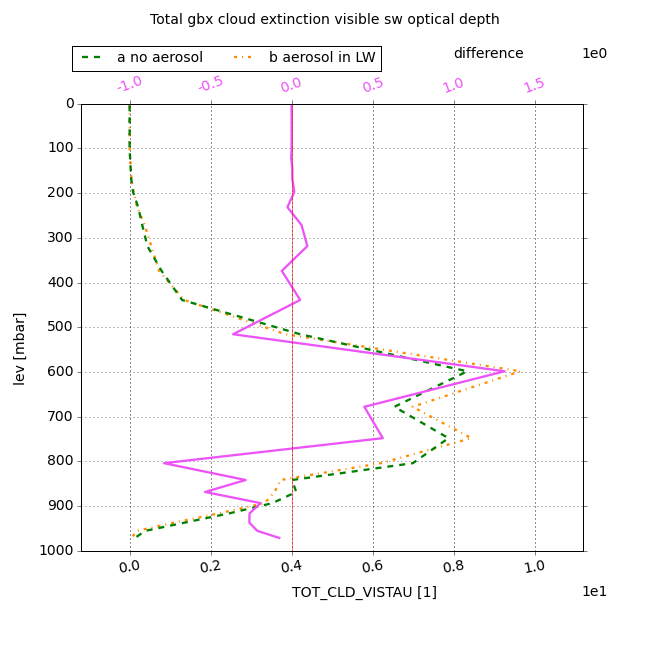 Total gbx cloud extinction visible sw optical depth
a no aerosol b aerosol in LW difference 1e0
-1.0 -0.5 0.0 0.5 1.0 1.5
0
100
200
300
400
500
600
700
800
900
1000
lev [mbar]
0.0 0.2 0.4 0.6 0.8 1.0
TOT_CLD_VISTAU [1] 1e1